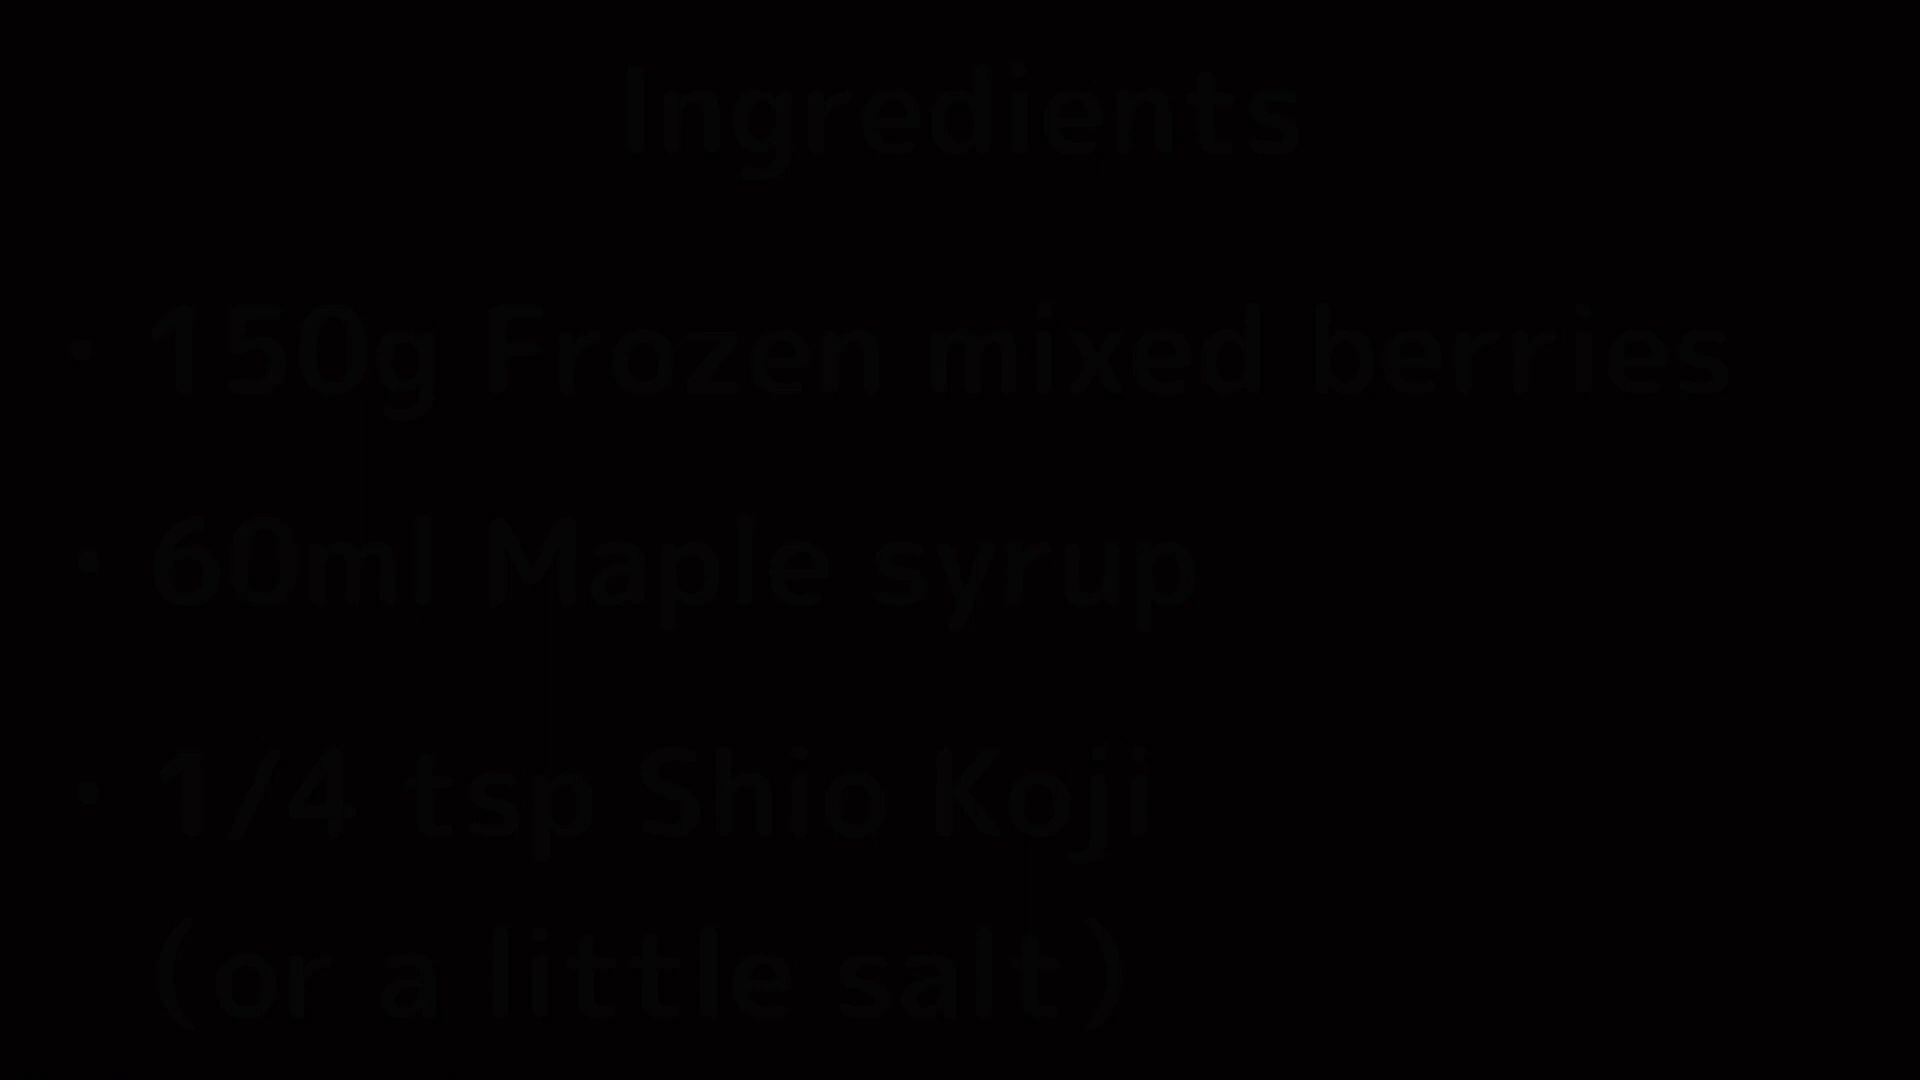 Ingredients
・150g Frozen mixed berries
・60ml Maple syrup
・1/4 tsp Shio Koji
(or a little salt)